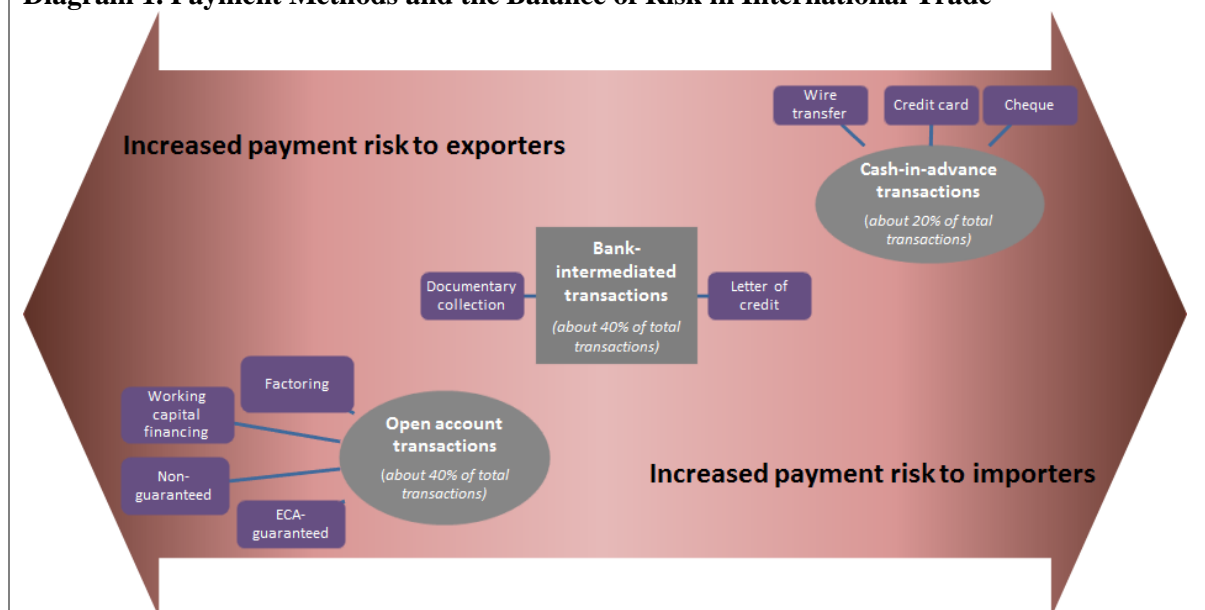 Diagram 1. Payment Methods and the Balance of Risk in International Trade
Increased payment risk to exporters
Wire
transfer
Credit card
Cheque
Cash-in-advance
transactions
(about 20% of total
transactions)
Bank-
intermediated
transactions
(about 40% of total
transactions)
Documentary
collection
Letter of
credit
Factoring
Working
capital
financing
Non-
guaranteed
ECA-
guaranteed
Open account
transactions
(about 40% of total
transactions)
Increased payment risk to importers